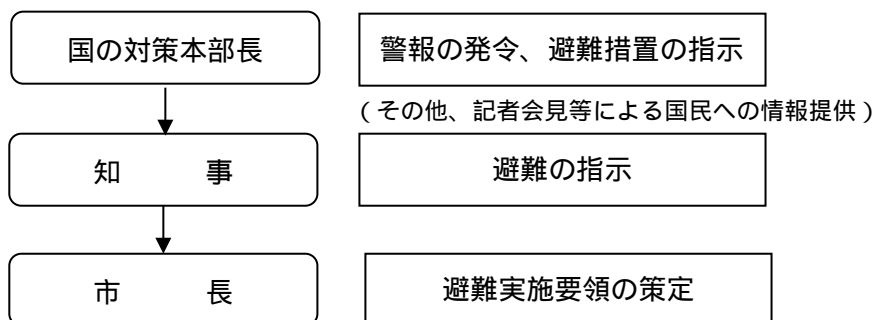 国の対策本部長
警報の発令、避難措置の指示
(その他、記者会見等による国民への情報提供)
知 事
避難の指示
市 長
避難実施要領の策定